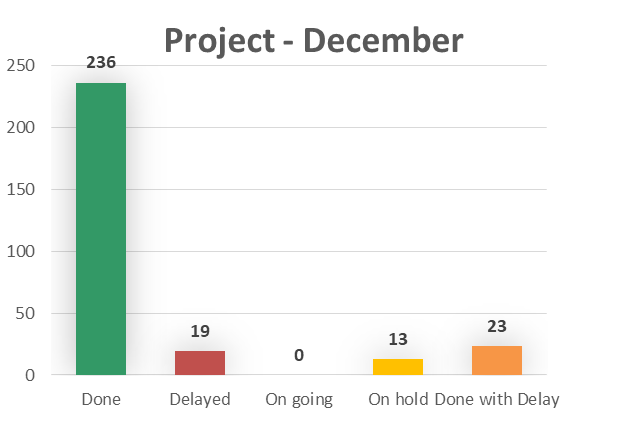 Project - December
250
236
200
150
100
50
19
0
13
23
0
Done
Delayed
On going
On hold
Done with Delay